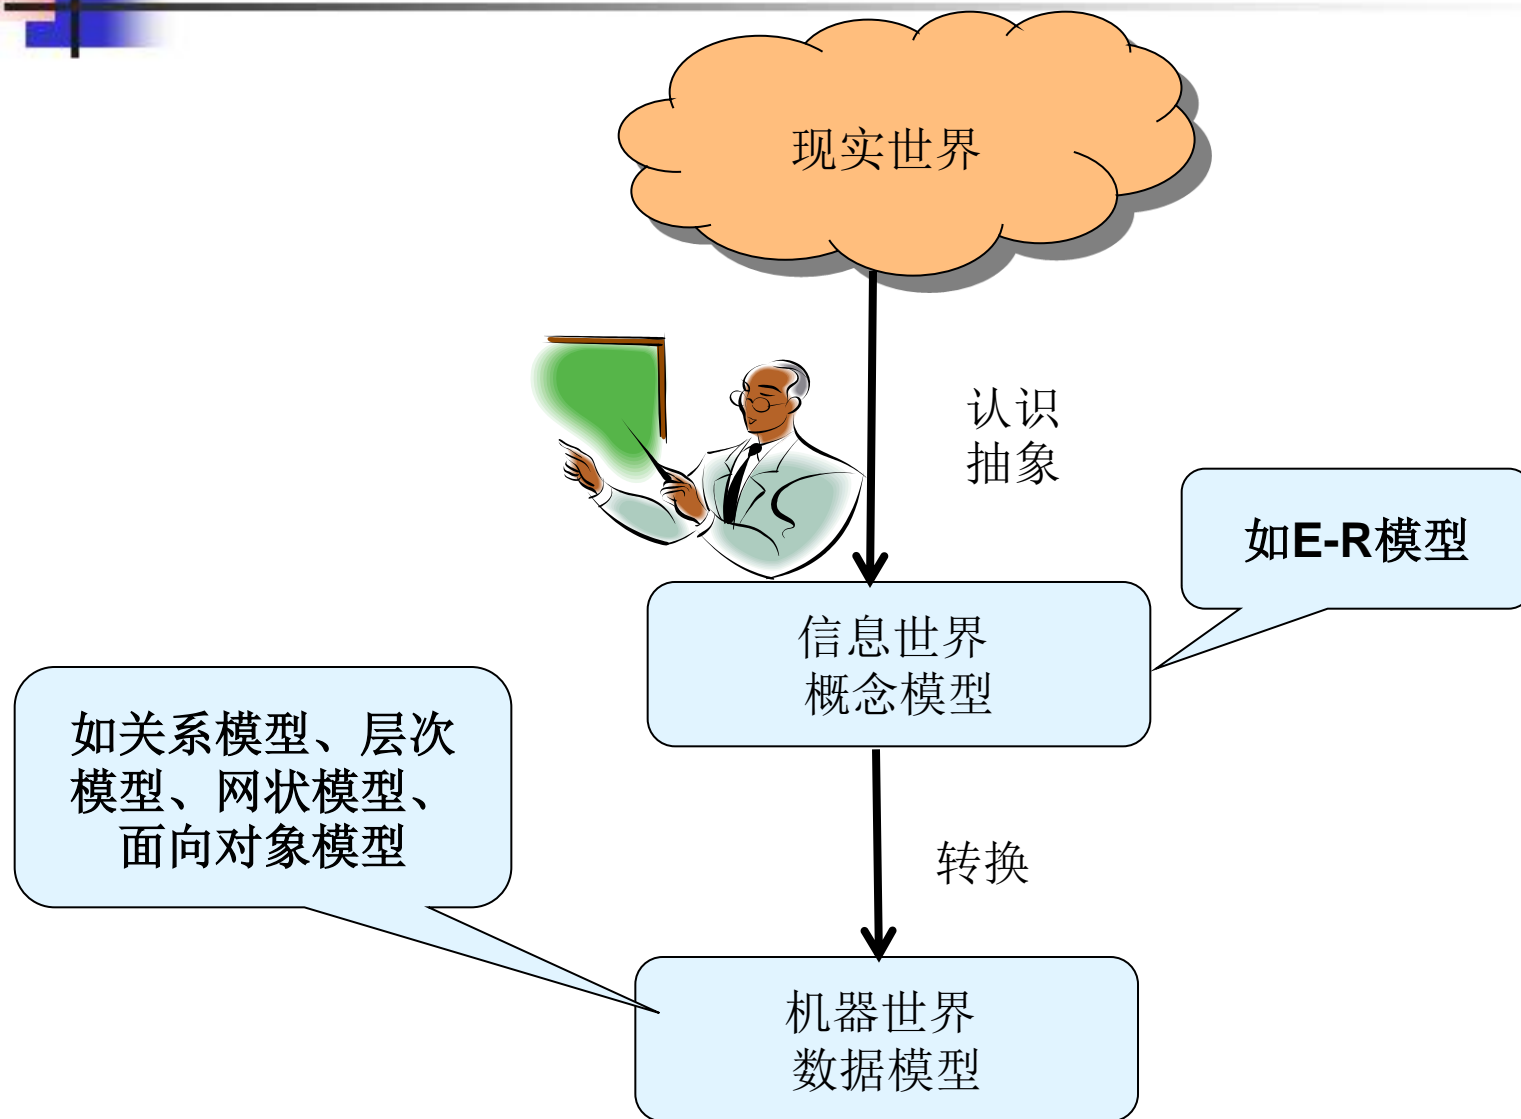 现实世界
认识
抽象
如E-R模型
信息世界
概念模型
如关系模型、层次
模型、网状模型、
面向对象模型
转换
机器世界
数据模型